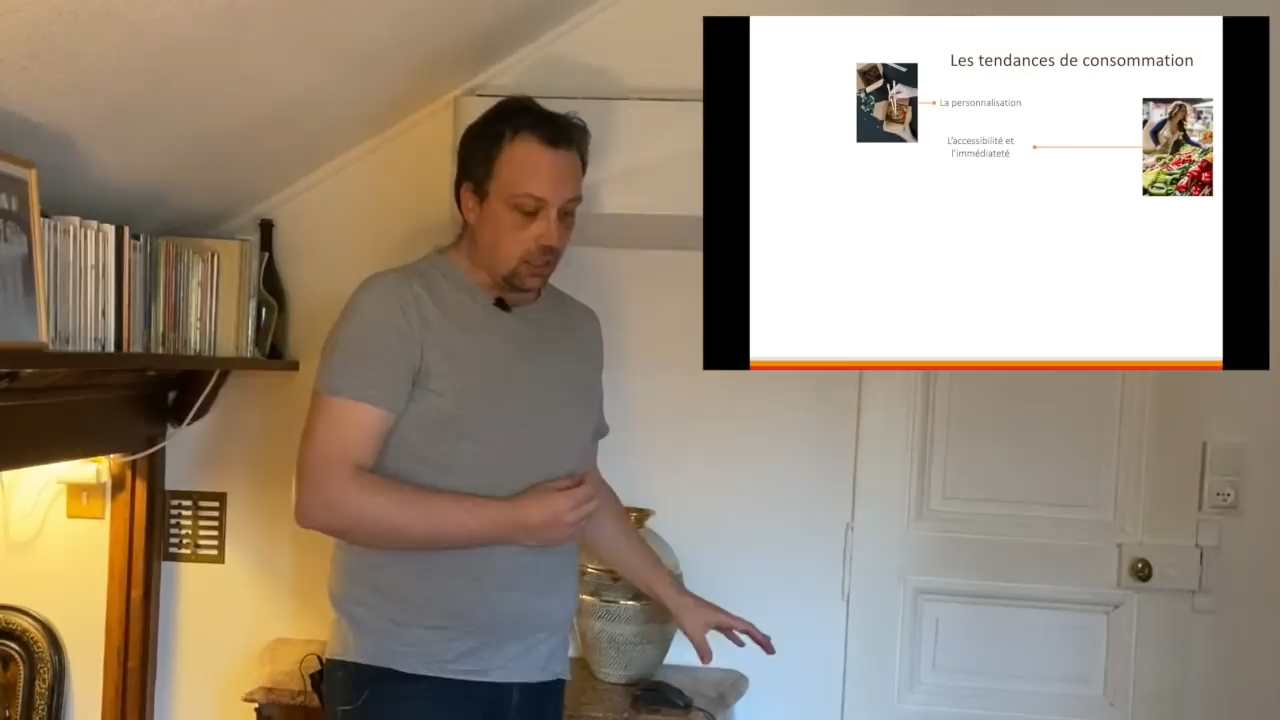 Les tendances de consommation
La personnalisation
L'accessibilité et
l'immédiateté